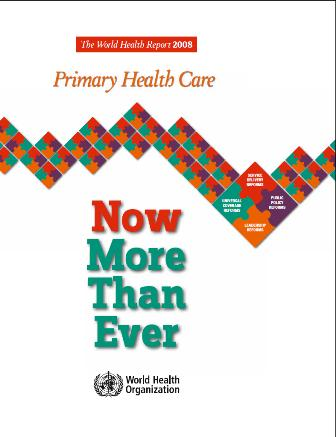 The World Health Report 2008
Primary Health Care
SERVICE
DELIVERY
REFORMS
UNIVERSAL
COVERAGE
REFORMS
PUBLIC
POLICY
REFORMS
LEADERSHIP
REFORMS
Now
More
Than
Ever
World Health
Organization